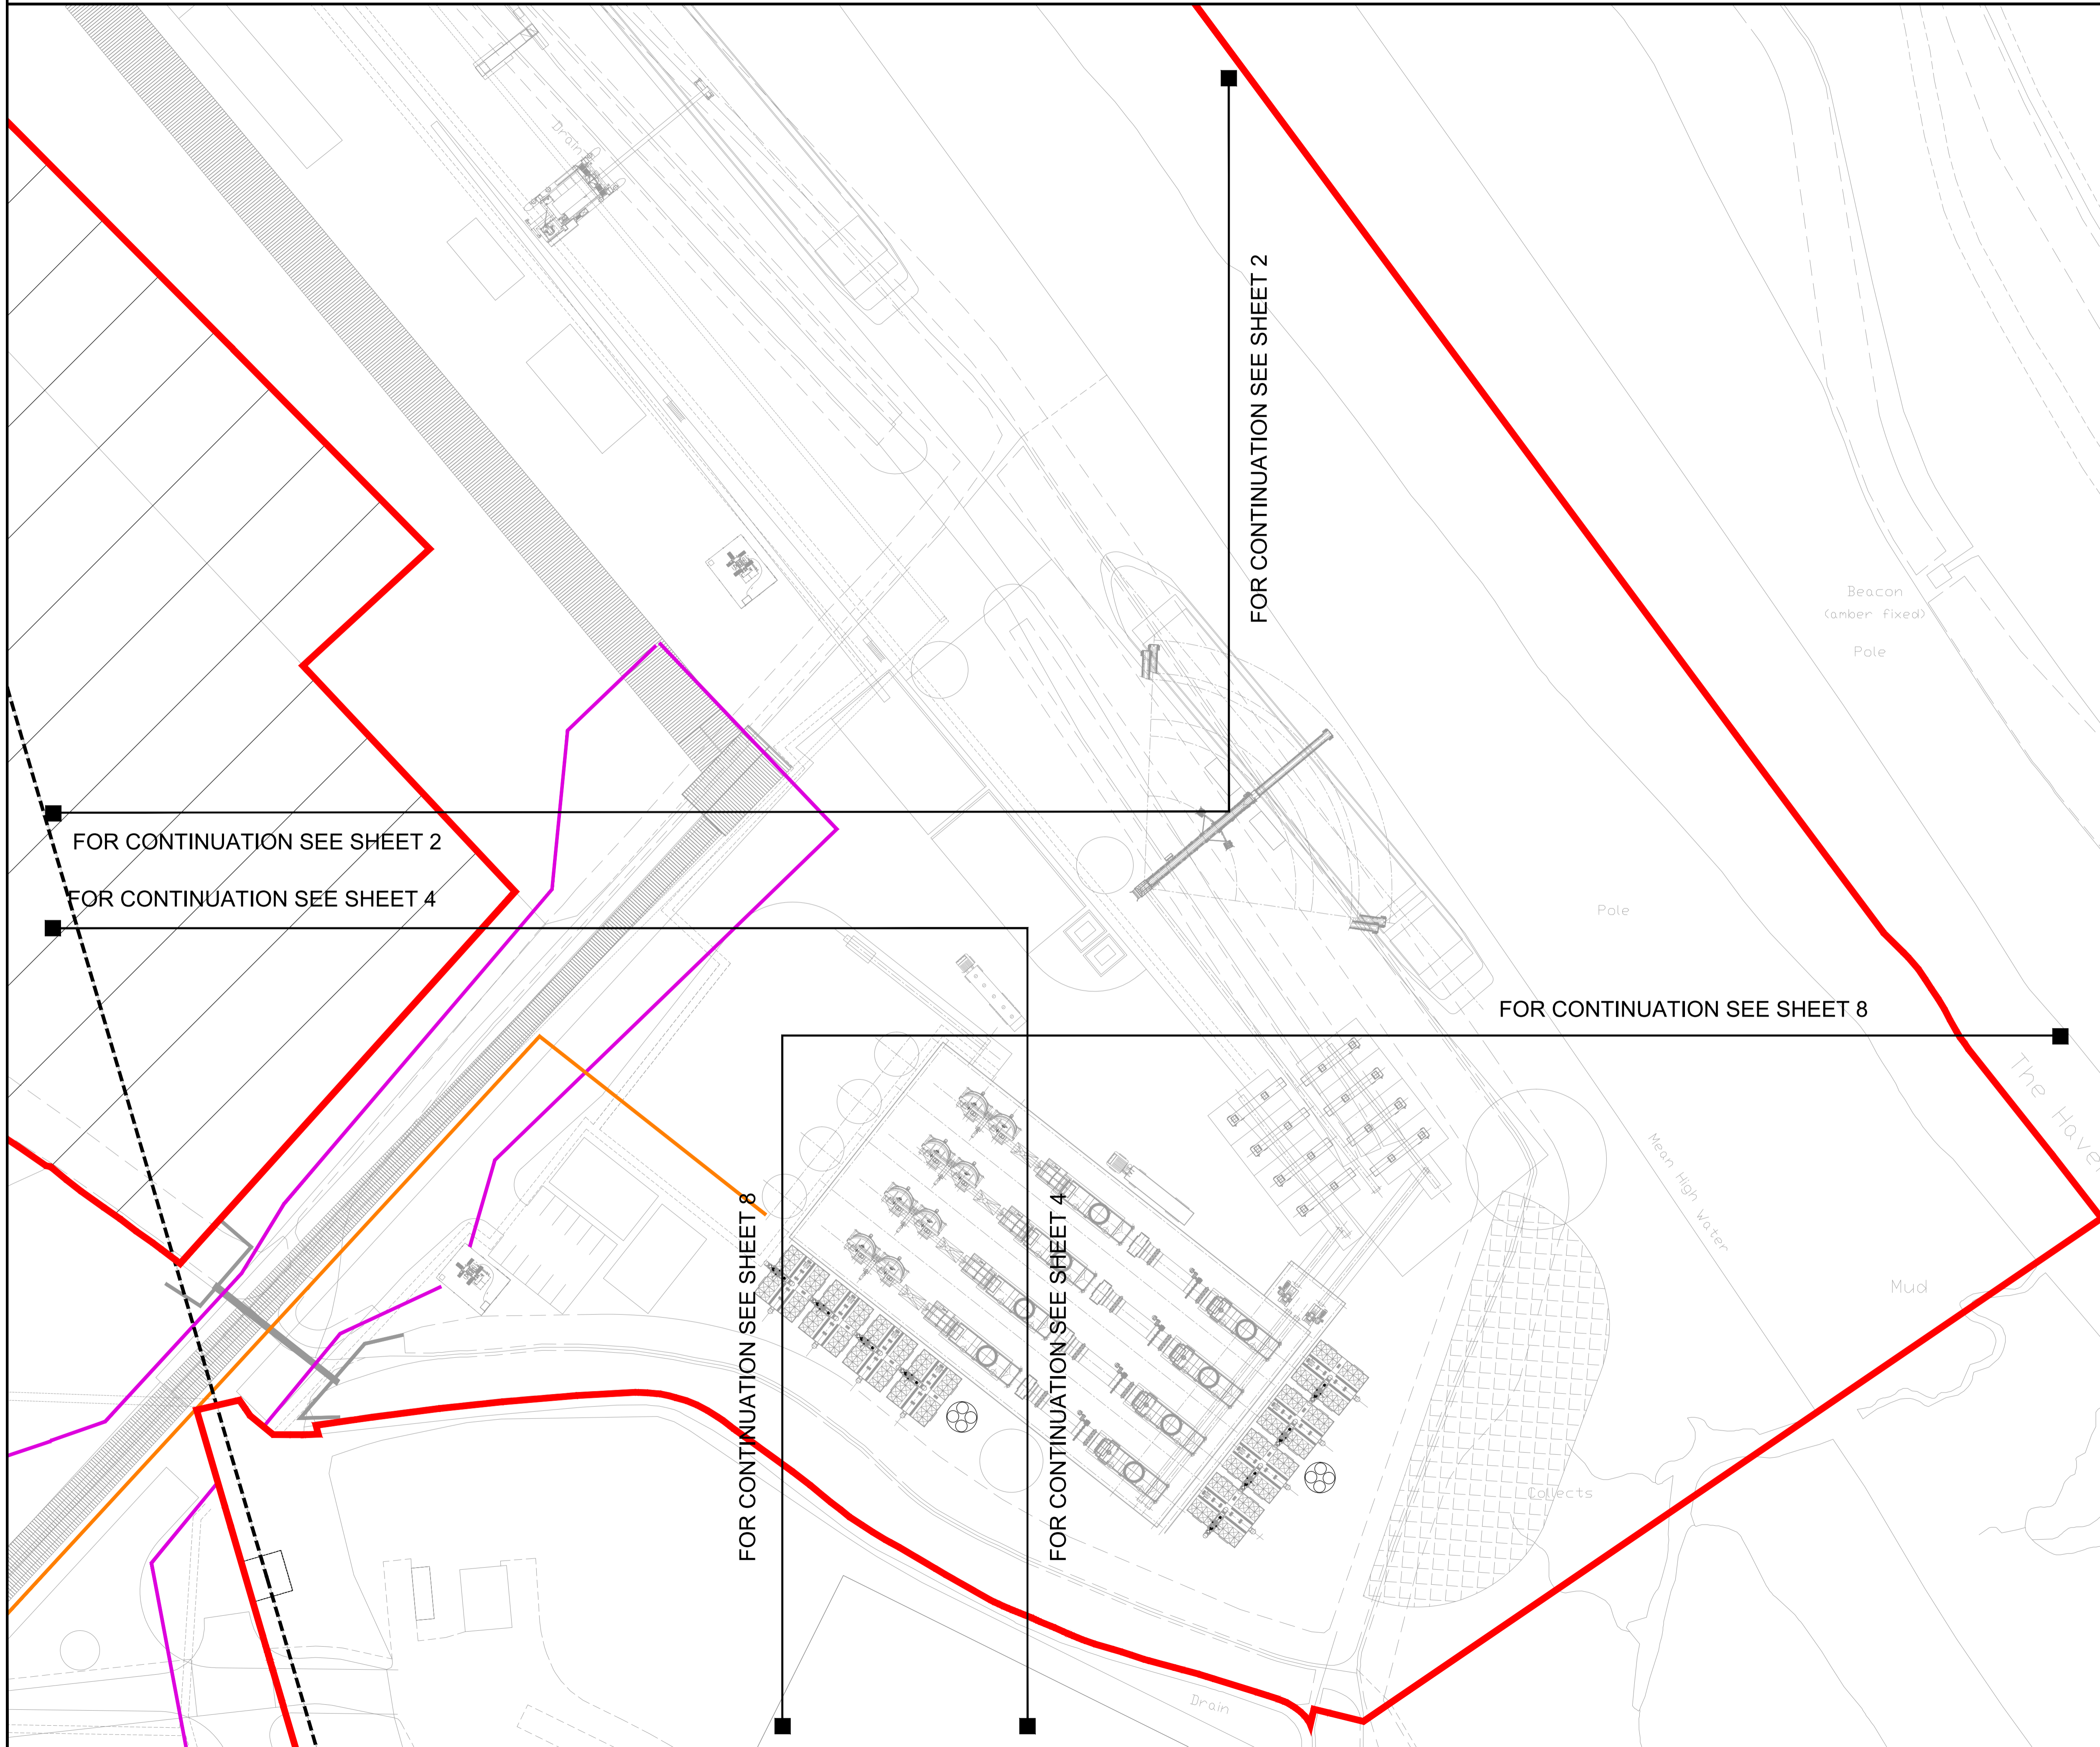 Drain
FOR CONTINUATION SEE SHEET 2
Beacon
(amber fixed)
Pole
FOR CONTINUATION SEE SHEET 2
FOR CONTINUATION SEE SHEET 4
Pole
FOR CONTINUATION SEE SHEET 8
The Have
Mean High Water
FOR CONTINUATION SEE SHEET 8
FOR CONTINUATION SEE SHEET 4
Mud
Collects
Drain